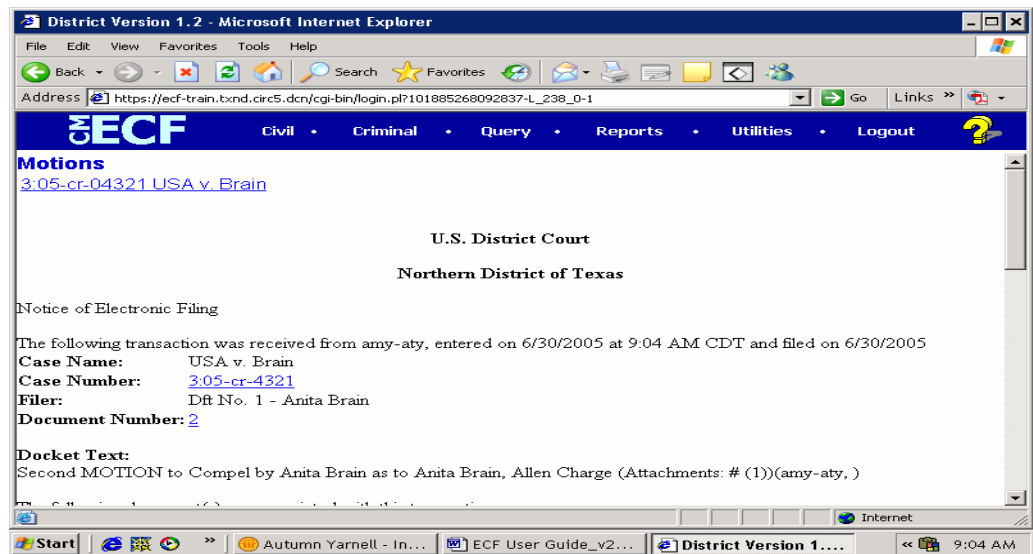 District Version 1.2 - Microsoft Internet Explorer
File Edit View Favorites Tools Help
Back Search Favorites
Address https://ecf-train.txnd.circ5.dcn/cgi-bin/login.pl?101885268092837-L_238_0-1 Go Links »
CM ECF Civil • Criminal • Query • Reports • Utilities • Logout ?
Motions
3:05-cr-04321 USA v. Brain
U.S. District Court
Northern District of Texas
Notice of Electronic Filing
The following transaction was received from amy-aty, entered on 6/30/2005 at 9:04 AM CDT and filed on 6/30/2005
Case Name: USA v. Brain
Case Number: 3:05-cr-4321
Filer: Dft No. 1 - Anita Brain
Document Number: 2
Docket Text:
Second MOTION to Compel by Anita Brain as to Anita Brain, Allen Charge (Attachments: # (1))(amy-aty, )
Internet
Start » Autumn Yarnell - In... ECF User Guide_v2... District Version 1.... « 9:04 AM